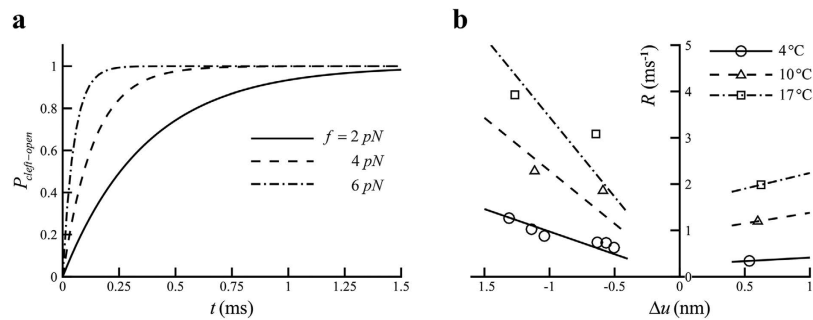 a
P_cleft-open
1
0.8
0.6
0.4
0.2
0
0 0.25 0.5 0.75 1 1.25 1.5
t (ms)
f = 2 pN
4 pN
6 pN
b
R (ms⁻¹)
5
4
3
2
1
0
1.5 -1 -0.5 0 0.5 1
Δu (nm)
4°C
10°C
17°C